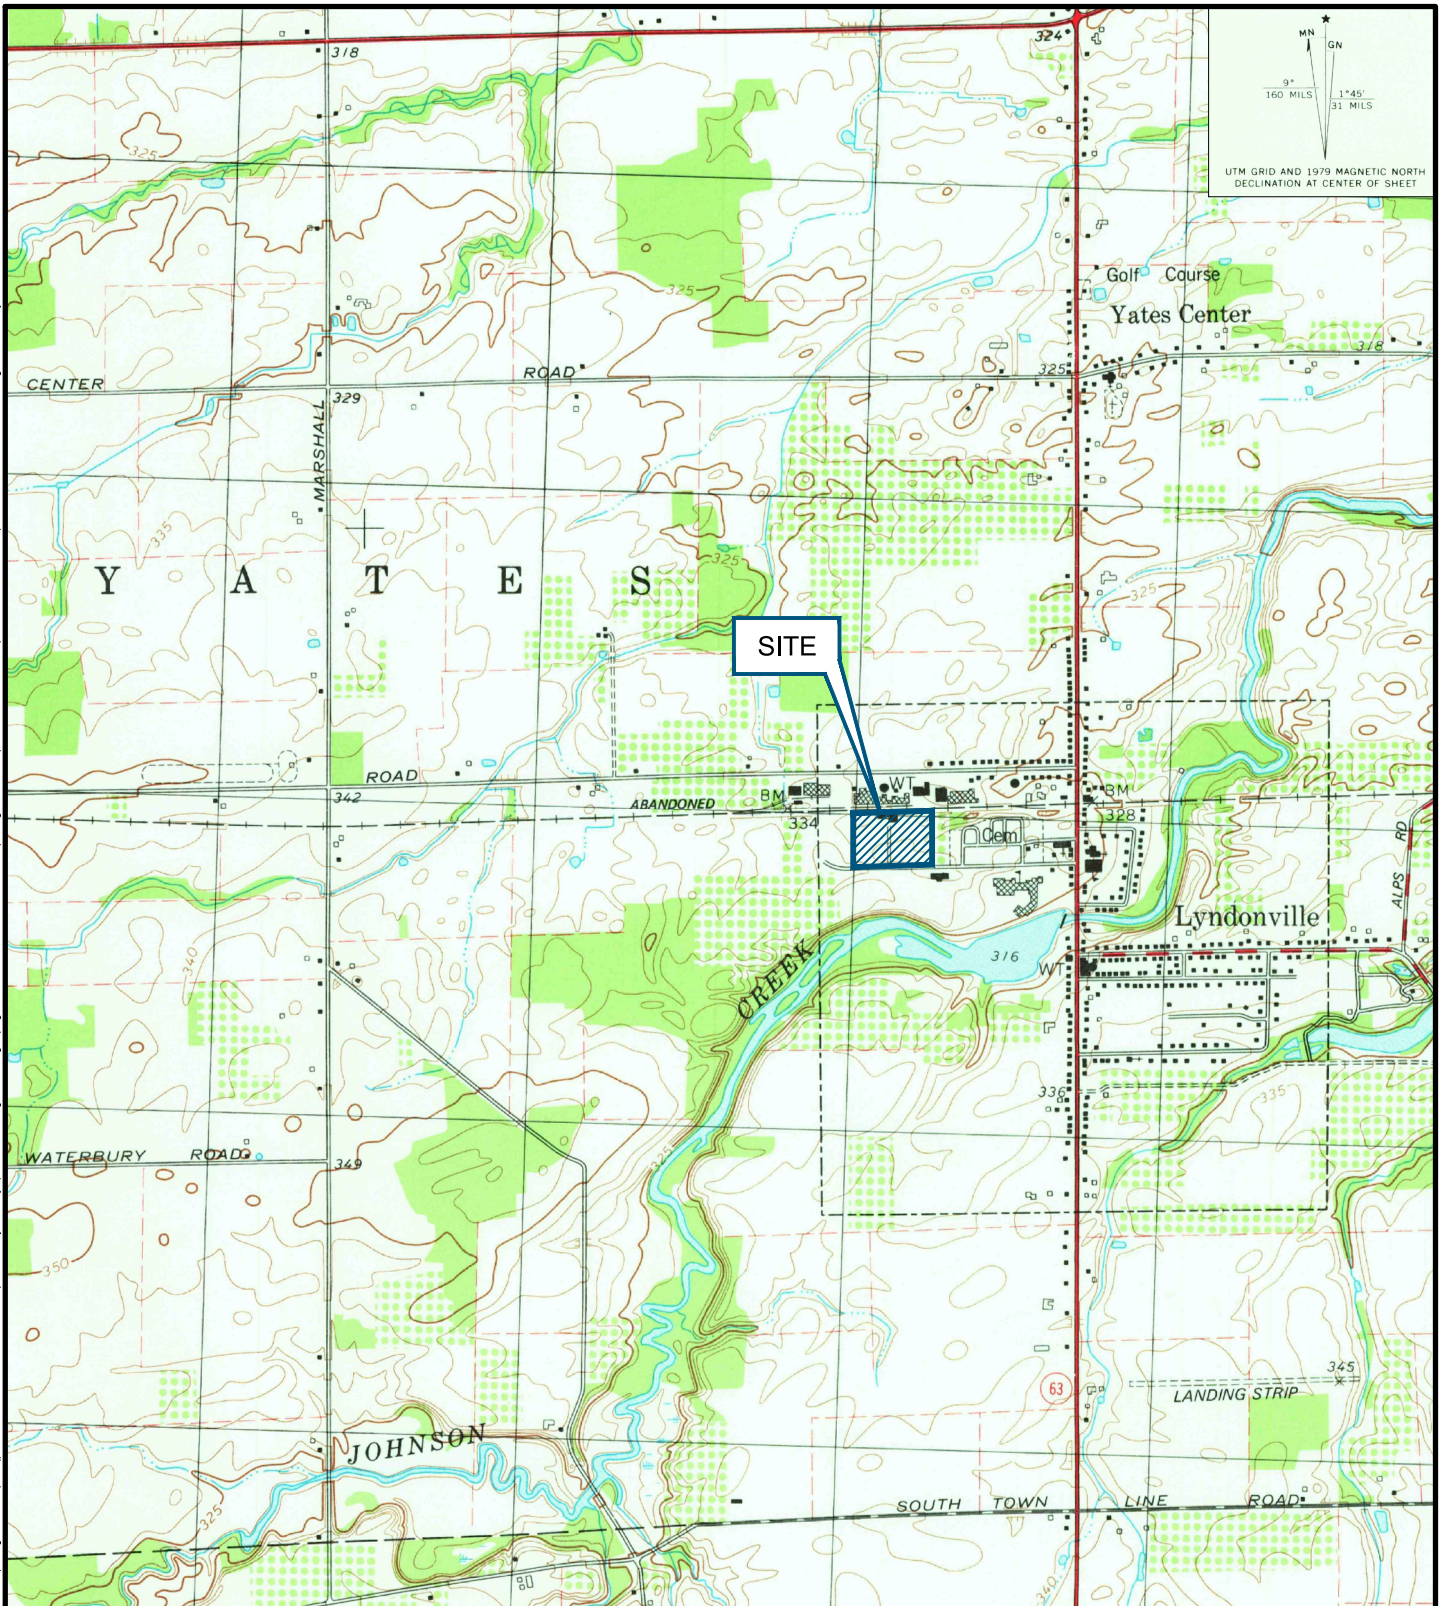 318
324
MN
GN
9°
160 MILS
1°45'
31 MILS
UTM GRID AND 1979 MAGNETIC NORTH
DECLINATION AT CENTER OF SHEET
325
325
Golf Course
Yates Center
318
CENTER
ROAD
325
329
MARSHALL
335
325
Y A T E S
325
SITE
ROAD
342
ABANDONED
BM
334
WT
BM
328
Cem
ALPS RD
Lyndonville
316
WT
CREEK
340
336
335
325
WATERBURY ROAD
349
350
63
345
LANDING STRIP
JOHNSON
325
SOUTH TOWN LINE ROAD
340